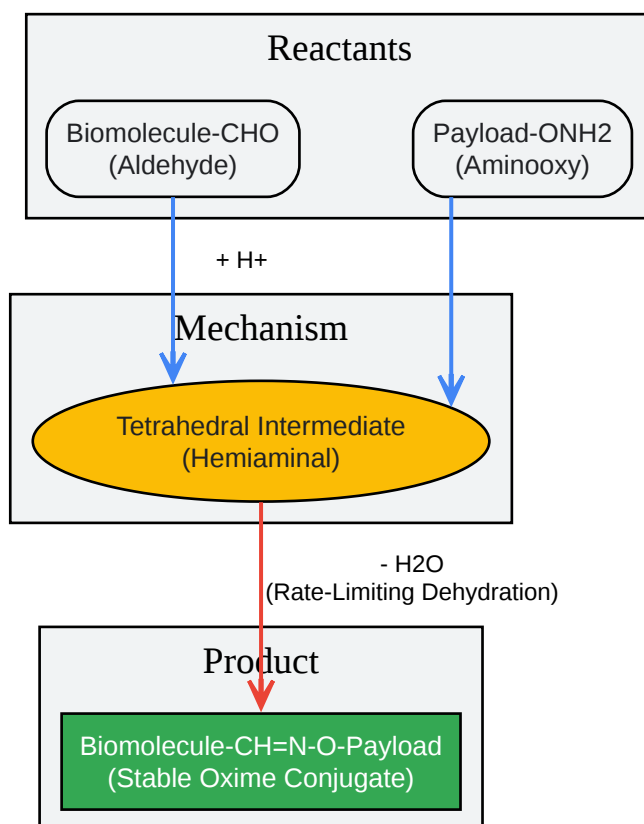 Reactants
Biomolecule-CHO
(Aldehyde)
Payload-ONH2
(Aminooxy)
+ H+
Mechanism
Tetrahedral Intermediate
(Hemiaminal)
- H2O
(Rate-Limiting Dehydration)
Product
Biomolecule-CH=N-O-Payload
(Stable Oxime Conjugate)